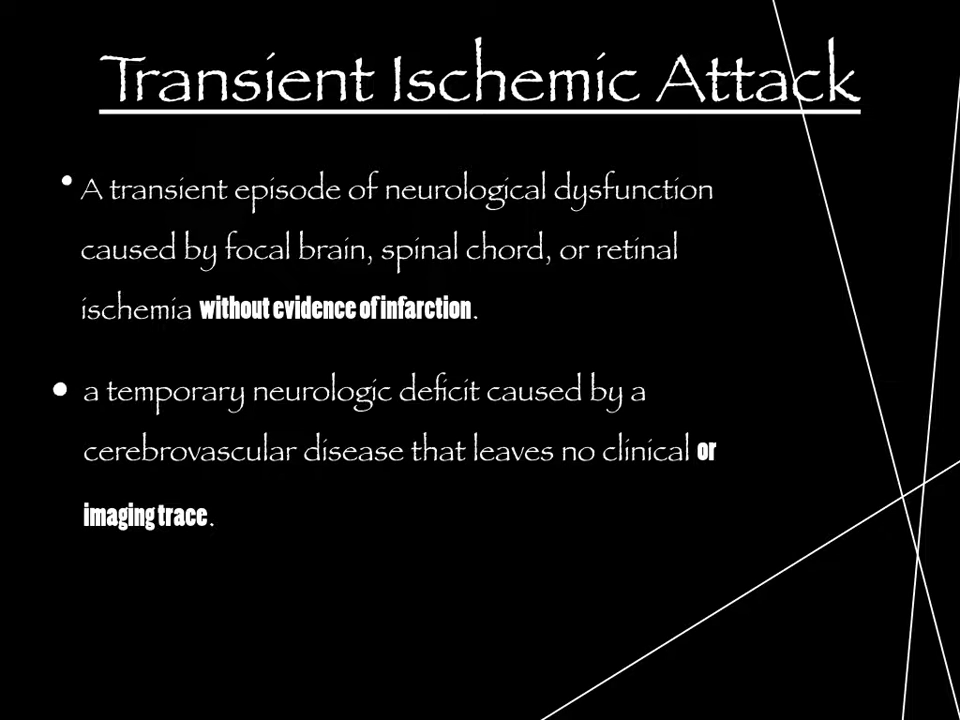 Transient Ischemic Attack
• A transient episode of neurological dysfunction
caused by focal brain, spinal chord, or retinal
ischemia without evidence of infarction.
• a temporary neurologic deficit caused by a
cerebrovascular disease that leaves no clinical or
imaging trace.